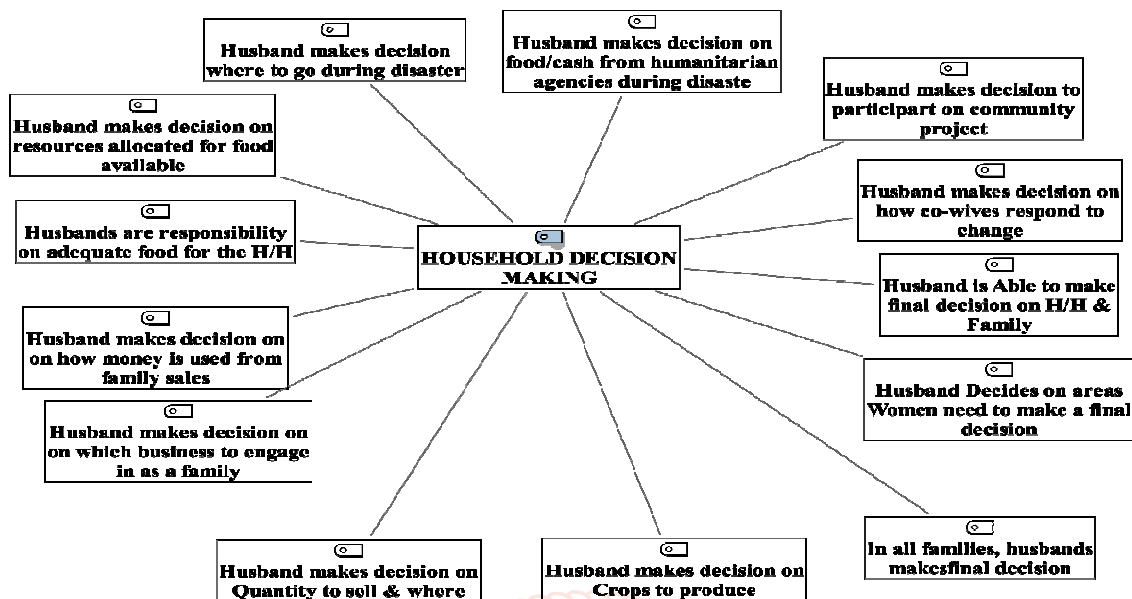 Husband makes decision
where to go during disaster
Husband makes decision on
food/cash from humanitarian
agencies during disaste
Husband makes decision to
participart on community
project
Husband makes decision on
resources allocated for food
available
Husband makes decision on
how co-wives respond to
change
Husbands are responsibility
on adequate food for the H/H
HOUSEHOLD DECISION
MAKING
Husband is Able to make
final decision on H/H &
Family
Husband makes decision on
on how money is used from
family sales
Husband Decides on areas
Women need to make a final
decision
Husband makes decision on
on which business to engage
in as a family
In all families, husbands
makesfinal decision
Husband makes decision on
Quantity to sell & where
Husband makes decision on
Crops to produce